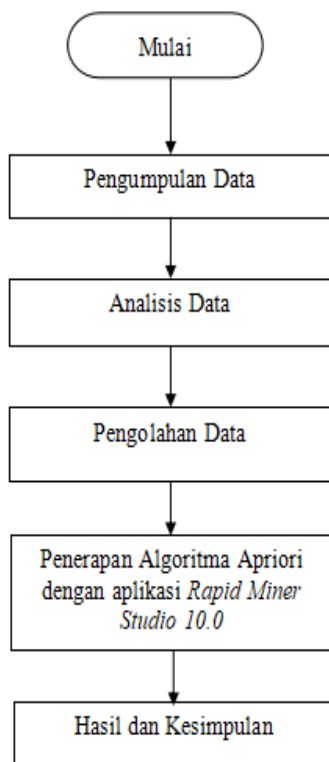 Mulai
Pengumpulan Data
Analisis Data
Pengolahan Data
Penerapan Algoritma Apriori
dengan aplikasi Rapid Miner
Studio 10.0
Hasil dan Kesimpulan